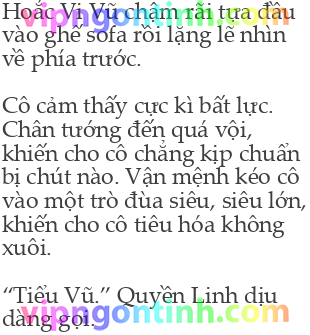 Hoắc Vi Vũ chậm rãi tựa đầu
vào ghế sofa rồi lặng lẽ nhìn
về phía trước.
Cô cảm thấy cực kì bất lực.
Chân tướng đến quá vội,
khiến cho cô chẳng kịp chuẩn
bị chút nào. Vận mệnh kéo cô
vào một trò đùa siêu, siêu lớn,
khiến cho cô tiêu hóa không
xuôi.
“Tiểu Vũ.” Quyền Linh dịu
dàng gọi.
vipngontinh.com
vipngontinh.com